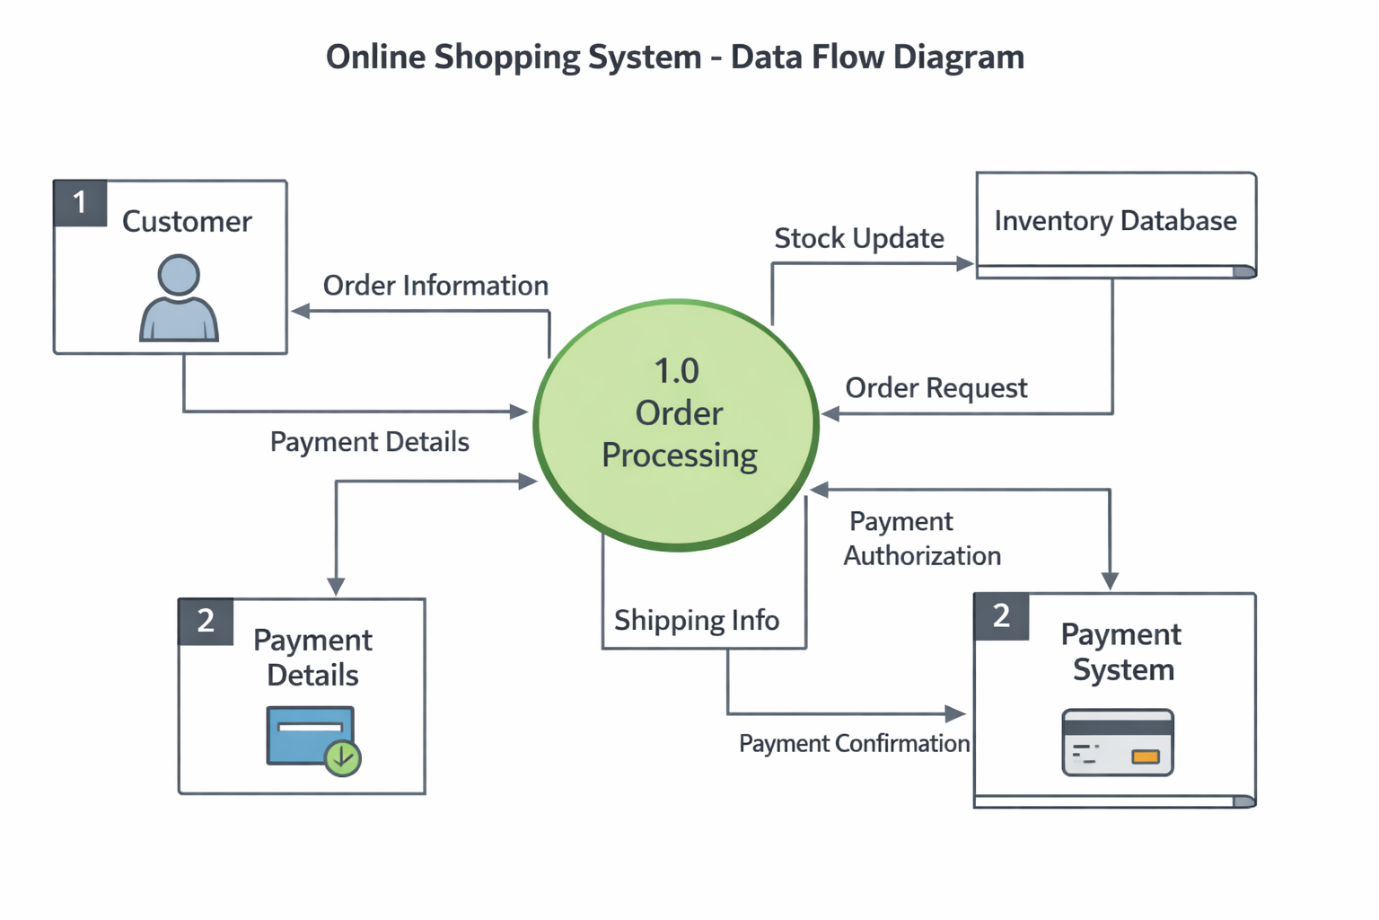 Online Shopping System - Data Flow Diagram
1
Customer
Order Information
Stock Update
Inventory Database
1.0
Order
Processing
Order Request
Payment Details
Payment
Authorization
2
Payment
Details
Shipping Info
Payment Confirmation
2
Payment
System